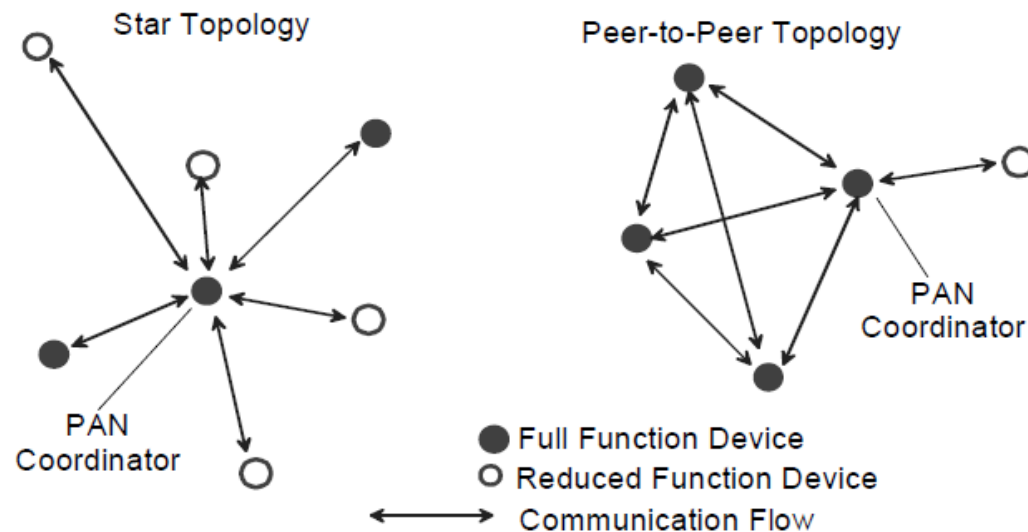 Star Topology
Peer-to-Peer Topology
PAN
Coordinator
PAN
Coordinator
Full Function Device
Reduced Function Device
Communication Flow